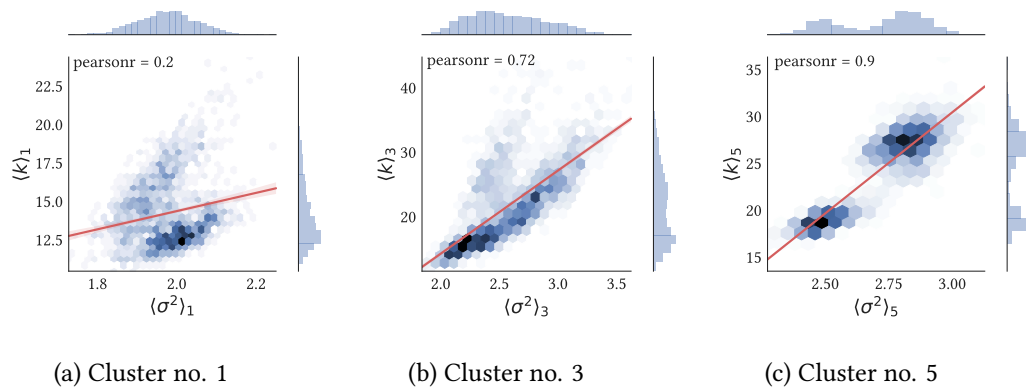 pearsonr = 0.2
22.5
20.0
17.5
15.0
12.5
⟨k⟩1
1.8 2.0 2.2
⟨σ²⟩1
(a) Cluster no. 1
pearsonr = 0.72
40
30
20
⟨k⟩3
2.0 2.5 3.0 3.5
⟨σ²⟩3
(b) Cluster no. 3
pearsonr = 0.9
35
30
25
20
15
⟨k⟩5
2.50 2.75 3.00
⟨σ²⟩5
(c) Cluster no. 5